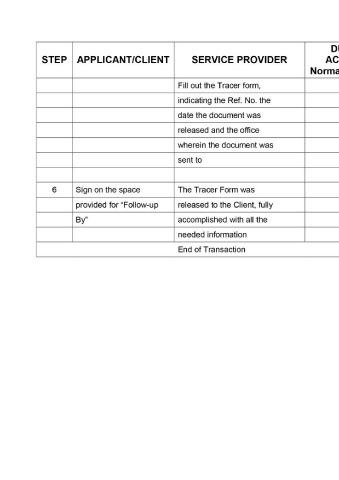 STEP APPLICANT/CLIENT SERVICE PROVIDER
Fill out the Tracer form,
indicating the Ref. No. the
date the document was
released and the office
wherein the document was
sent to
6 Sign on the space The Tracer Form was
provided for "Follow-up released to the Client, fully
By" accomplished with all the
needed information
End of Transaction